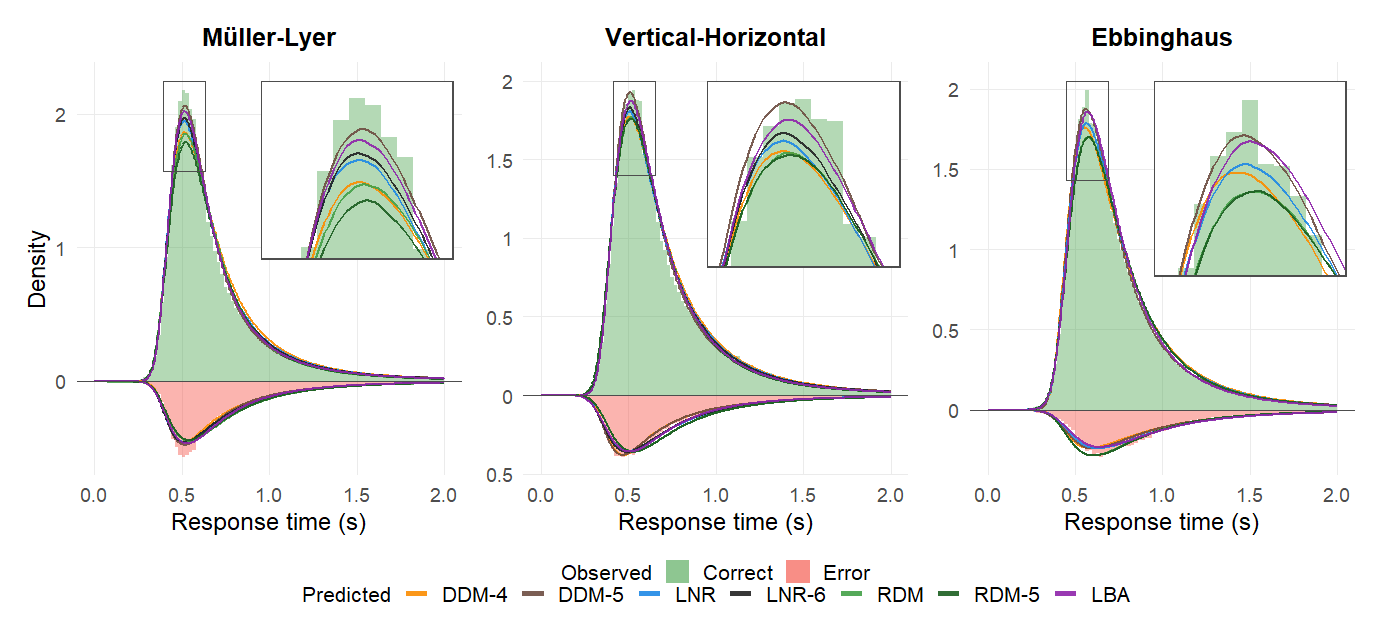 Müller-Lyer Vertical-Horizontal Ebbinghaus
Density
2
1
0
2
1.5
1
0.5
0
0.5
2
1.5
1
0.5
0
0.0 0.5 1.0 1.5 2.0 0.0 0.5 1.0 1.5 2.0 0.0 0.5 1.0 1.5 2.0
Response time (s) Response time (s) Response time (s)
Observed Correct Error
Predicted DDM-4 DDM-5 LNR LNR-6 RDM RDM-5 LBA